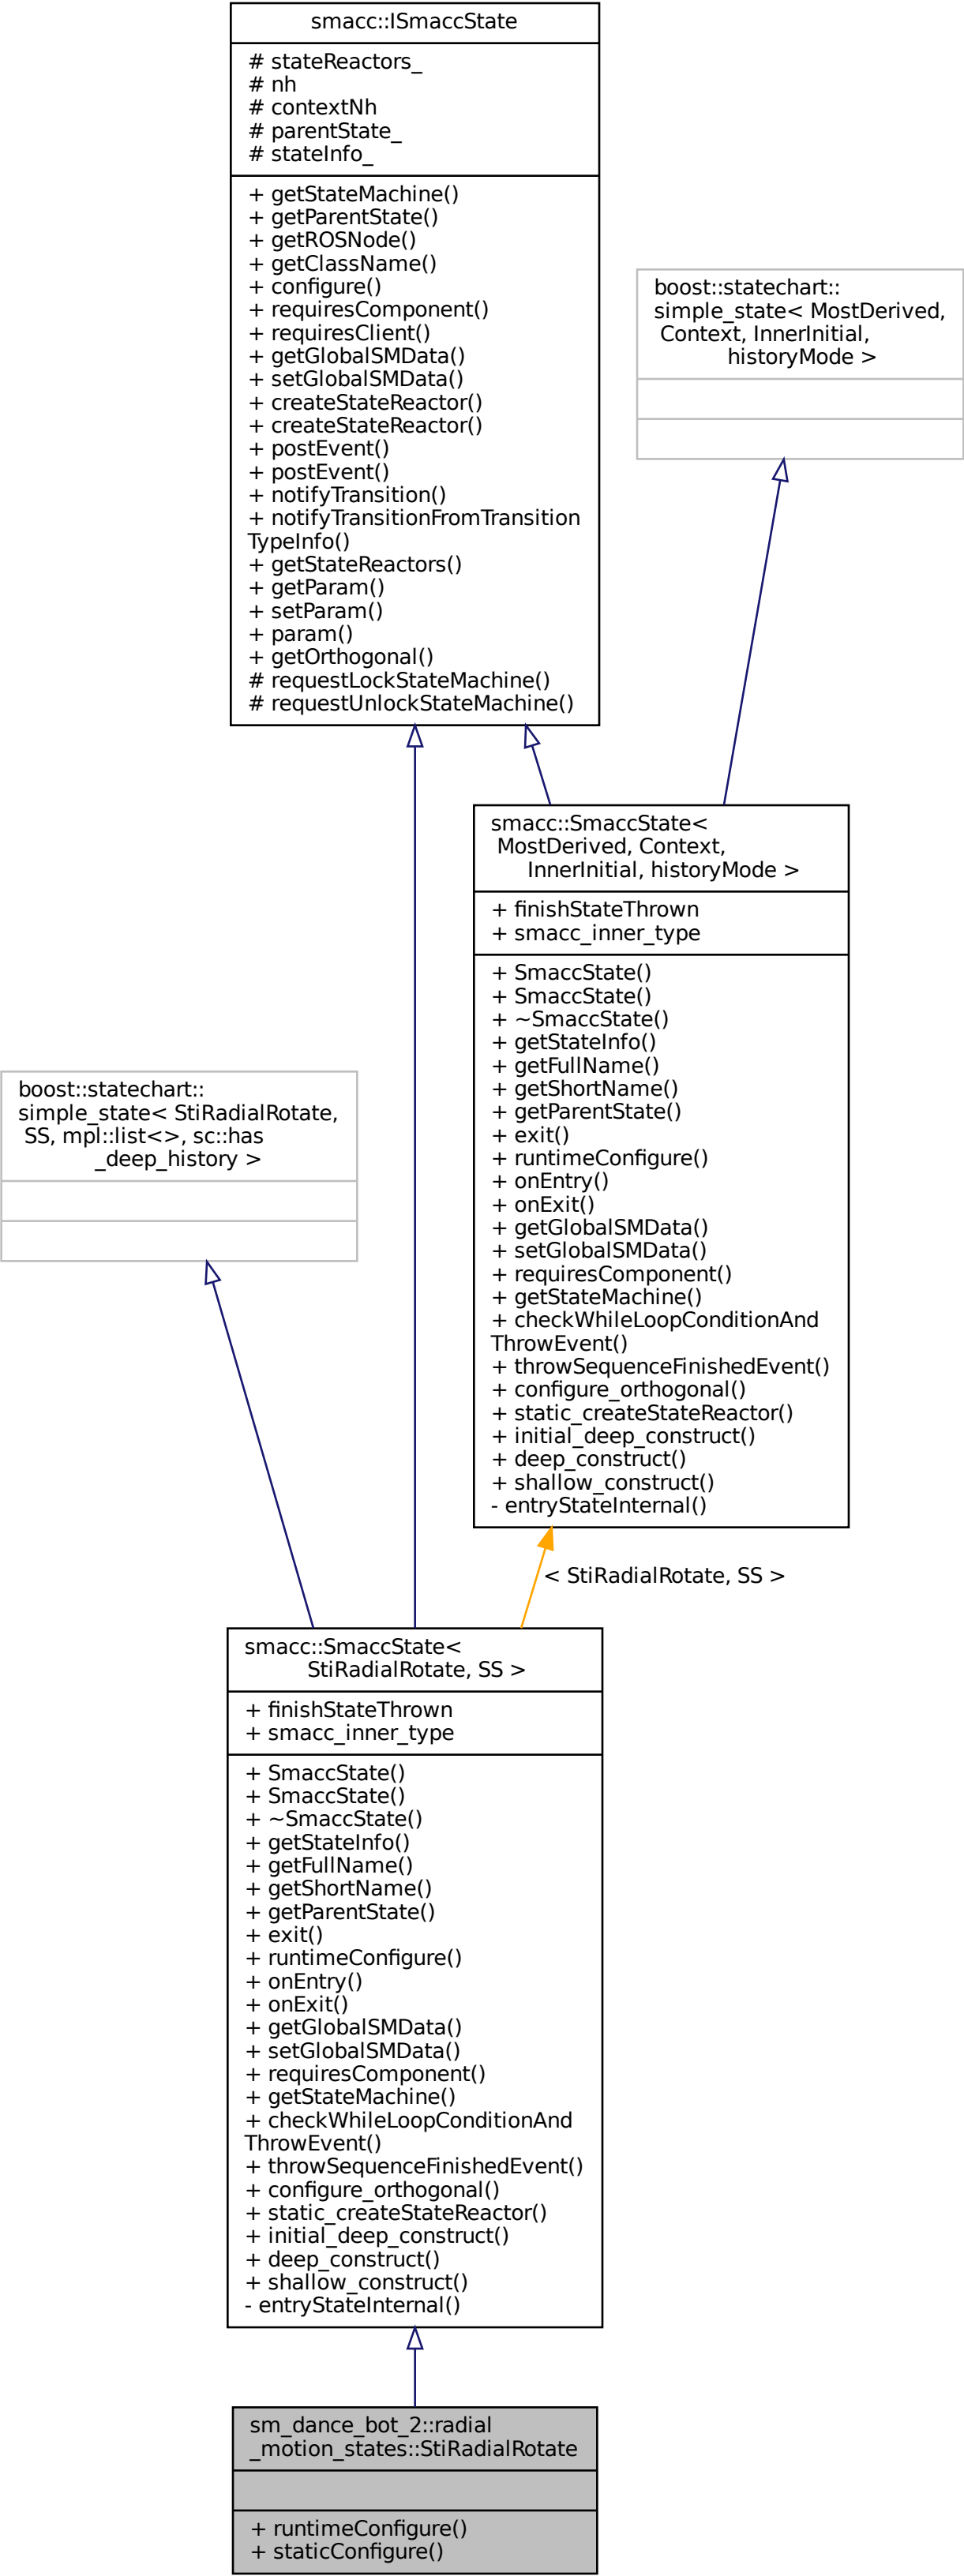 smacc::ISmaccState
# stateReactors_
# nh
# contextNh
# parentState_
# stateInfo_
+ getStateMachine()
+ getParentState()
+ getROSNode()
+ getClassName()
+ configure()
+ requiresComponent()
+ requiresClient()
+ getGlobalSMData()
+ setGlobalSMData()
+ createStateReactor()
+ createStateReactor()
+ postEvent()
+ postEvent()
+ notifyTransition()
+ notifyTransitionFromTransition
TypeInfo()
+ getStateReactors()
+ getParam()
+ setParam()
+ param()
+ getOrthogonal()
# requestLockStateMachine()
# requestUnlockStateMachine()
boost::statechart::
simple_state< MostDerived,
Context, InnerInitial,
historyMode >
smacc::SmaccState<
MostDerived, Context,
InnerInitial, historyMode >
+ finishStateThrown
+ smacc_inner_type
+ SmaccState()
+ SmaccState()
+ ~SmaccState()
+ getStateInfo()
+ getFullName()
+ getShortName()
+ getParentState()
+ exit()
+ runtimeConfigure()
+ onEntry()
+ onExit()
+ getGlobalSMData()
+ setGlobalSMData()
+ requiresComponent()
+ getStateMachine()
+ checkWhileLoopConditionAnd
ThrowEvent()
+ throwSequenceFinishedEvent()
+ configure_orthogonal()
+ static_createStateReactor()
+ initial_deep_construct()
+ deep_construct()
+ shallow_construct()
- entryStateInternal()
boost::statechart::
simple_state< StiRadialRotate,
SS, mpl::list<>, sc::has
_deep_history >
< StiRadialRotate, SS >
smacc::SmaccState<
StiRadialRotate, SS >
+ finishStateThrown
+ smacc_inner_type
+ SmaccState()
+ SmaccState()
+ ~SmaccState()
+ getStateInfo()
+ getFullName()
+ getShortName()
+ getParentState()
+ exit()
+ runtimeConfigure()
+ onEntry()
+ onExit()
+ getGlobalSMData()
+ setGlobalSMData()
+ requiresComponent()
+ getStateMachine()
+ checkWhileLoopConditionAnd
ThrowEvent()
+ throwSequenceFinishedEvent()
+ configure_orthogonal()
+ static_createStateReactor()
+ initial_deep_construct()
+ deep_construct()
+ shallow_construct()
- entryStateInternal()
sm_dance_bot_2::radial
_motion_states::StiRadialRotate
+ runtimeConfigure()
+ staticConfigure()